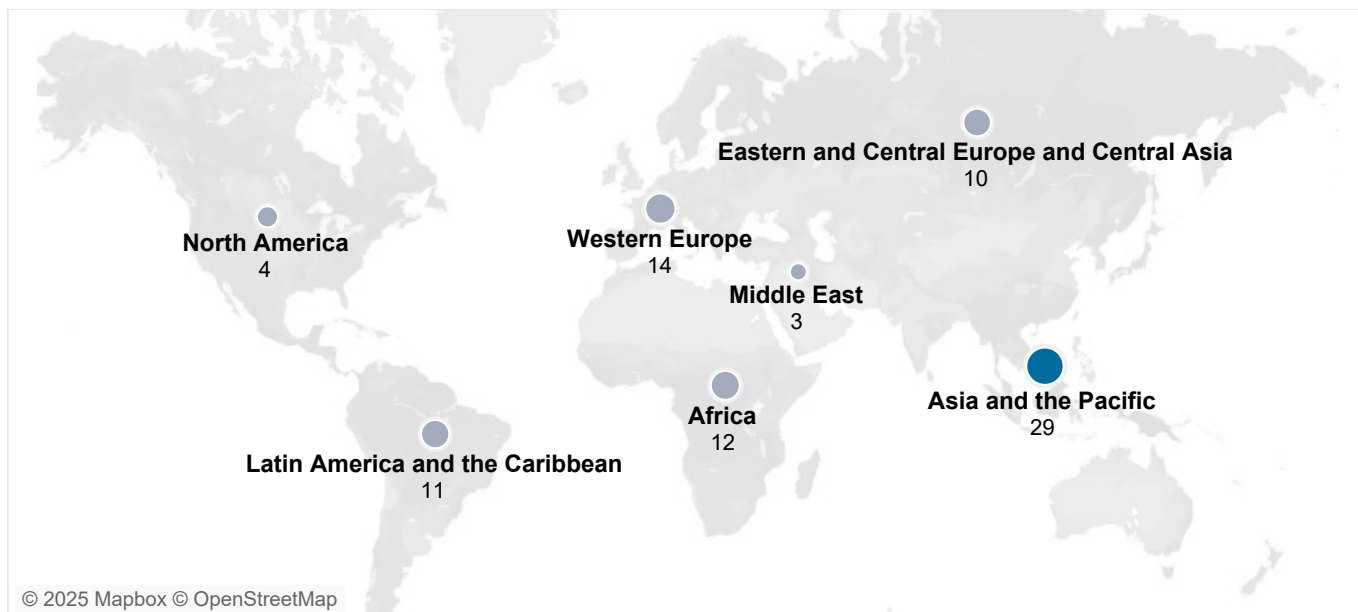 Eastern and Central Europe and Central Asia
10
North America
4
Western Europe
14
Middle East
3
Asia and the Pacific
29
Africa
12
Latin America and the Caribbean
11
© 2025 Mapbox © OpenStreetMap